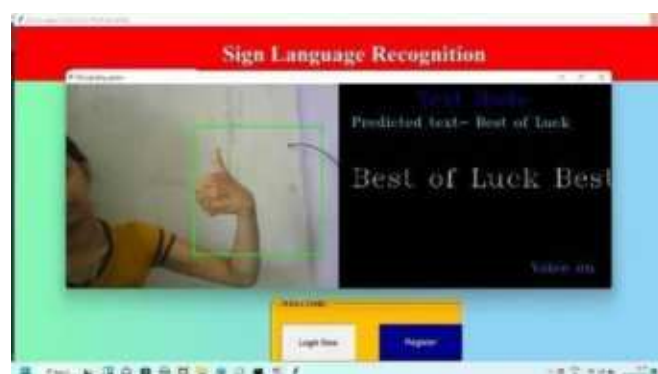 Sign Language Recognition
Text Mode
Predicted text- Best of Luck
Best of Luck Best
Voice on
WELCOME
Login Now
Register